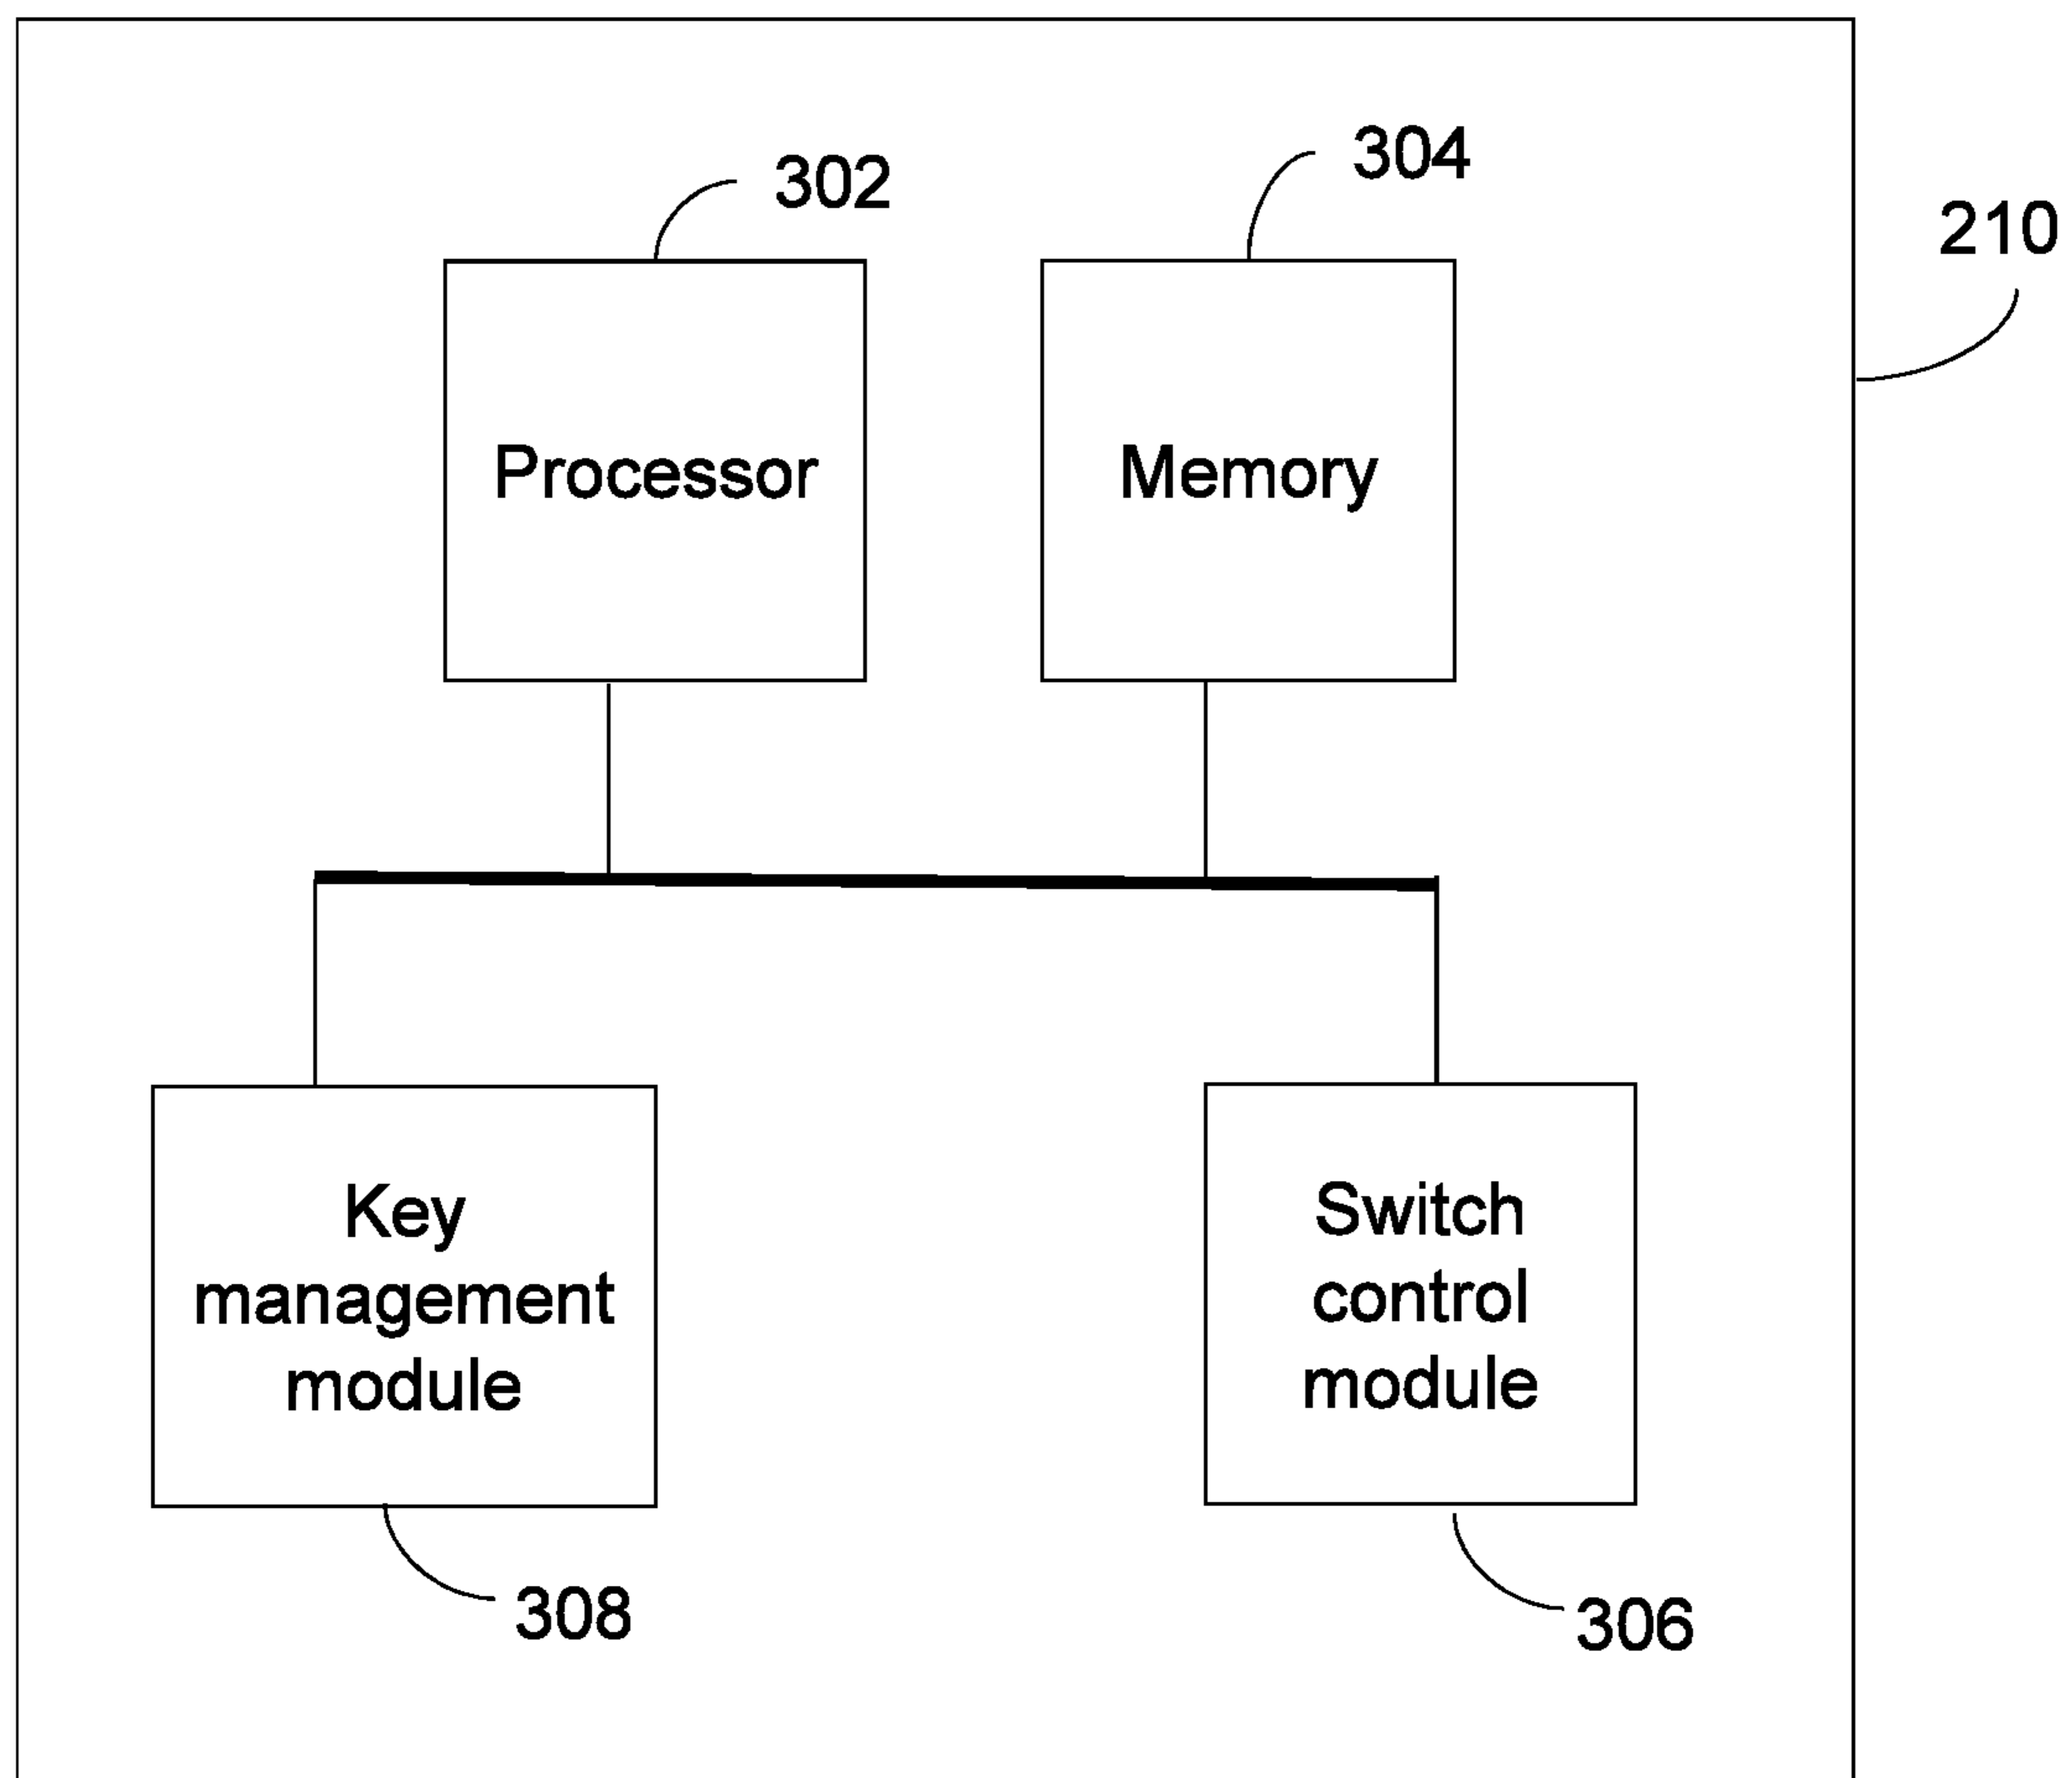 304
302
210
Processor
Memory
Key
management
module
Switch
control
module
308
306